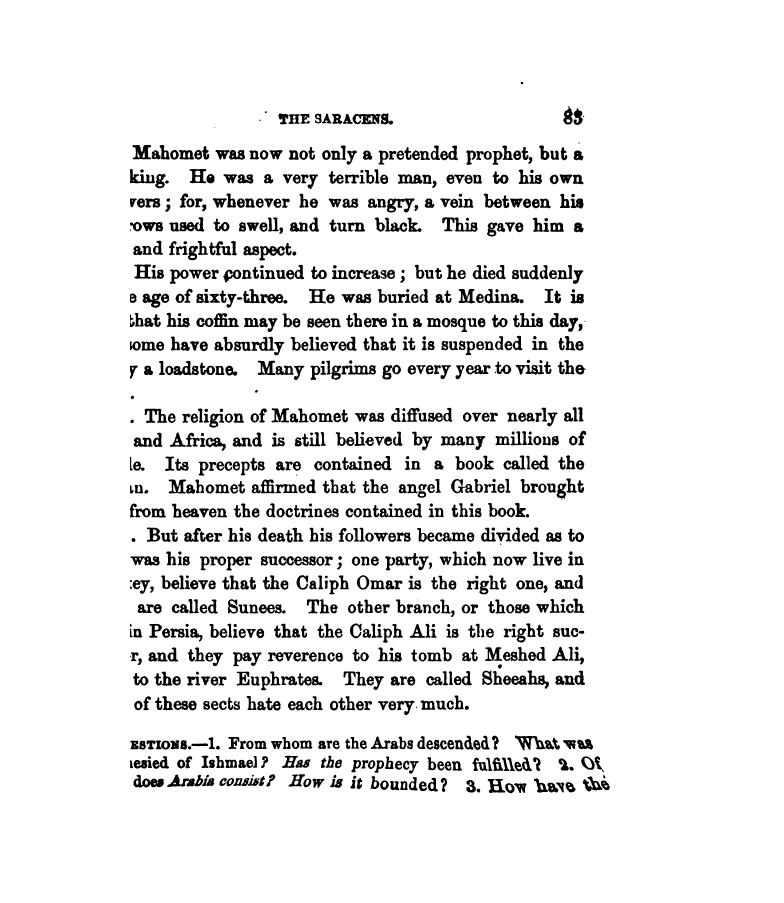 THE SARACENS. 83
Mahomet was now not only a pretended prophet, but a
king. He was a very terrible man, even to his own
vers; for, whenever he was angry, a vein between his
rows used to swell, and turn black. This gave him a
and frightful aspect.
His power continued to increase; but he died suddenly
e age of sixty-three. He was buried at Medina. It is
that his coffin may be seen there in a mosque to this day,
some have absurdly believed that it is suspended in the
y a loadstone. Many pilgrims go every year to visit the
.
. The religion of Mahomet was diffused over nearly all
and Africa, and is still believed by many millions of
le. Its precepts are contained in a book called the
an. Mahomet affirmed that the angel Gabriel brought
from heaven the doctrines contained in this book.
. But after his death his followers became divided as to
was his proper successor; one party, which now live in
key, believe that the Caliph Omar is the right one, and
are called Sunees. The other branch, or those which
in Persia, believe that the Caliph Ali is the right suc-
r, and they pay reverence to his tomb at Meshed Ali,
to the river Euphrates. They are called Sheeahs, and
of these sects hate each other very much.
ESTIONS.—1. From whom are the Arabs descended? What was
hesied of Ishmael? Has the prophecy been fulfilled? 2. Of
does Arabia consist? How is it bounded? 3. How have the